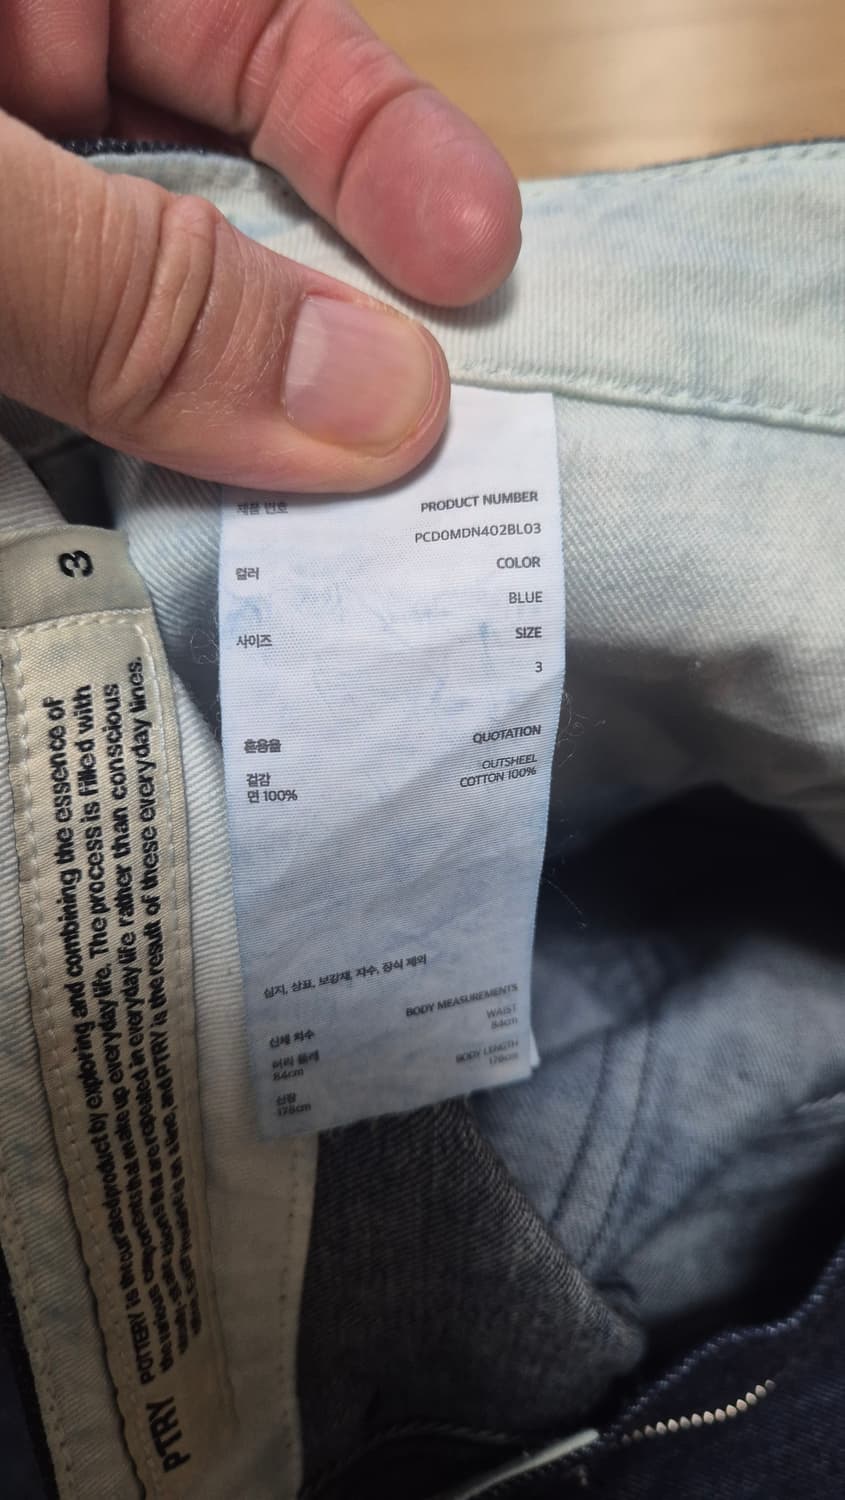 제품 번호
PRODUCT NUMBER
PCD0MDN402BL03
컬러
COLOR
BLUE
사이즈
SIZE
3
혼용율
QUOTATION
겉감
면 100%
OUTSHEEL
COTTON 100%
심지, 상표, 보강재, 자수, 장식 제외
BODY MEASUREMENTS
신체 치수
WAIST
84cm
허리 둘레
84cm
BODY LENGTH
178cm
신장
178cm
3
PTRY
POTTERY is the curated product by exploring and combining the essence of
the various components that make up everyday life. The process is filled with
that are repeated in everyday life rather than conscious
and PTRY is the result of these everyday lines.